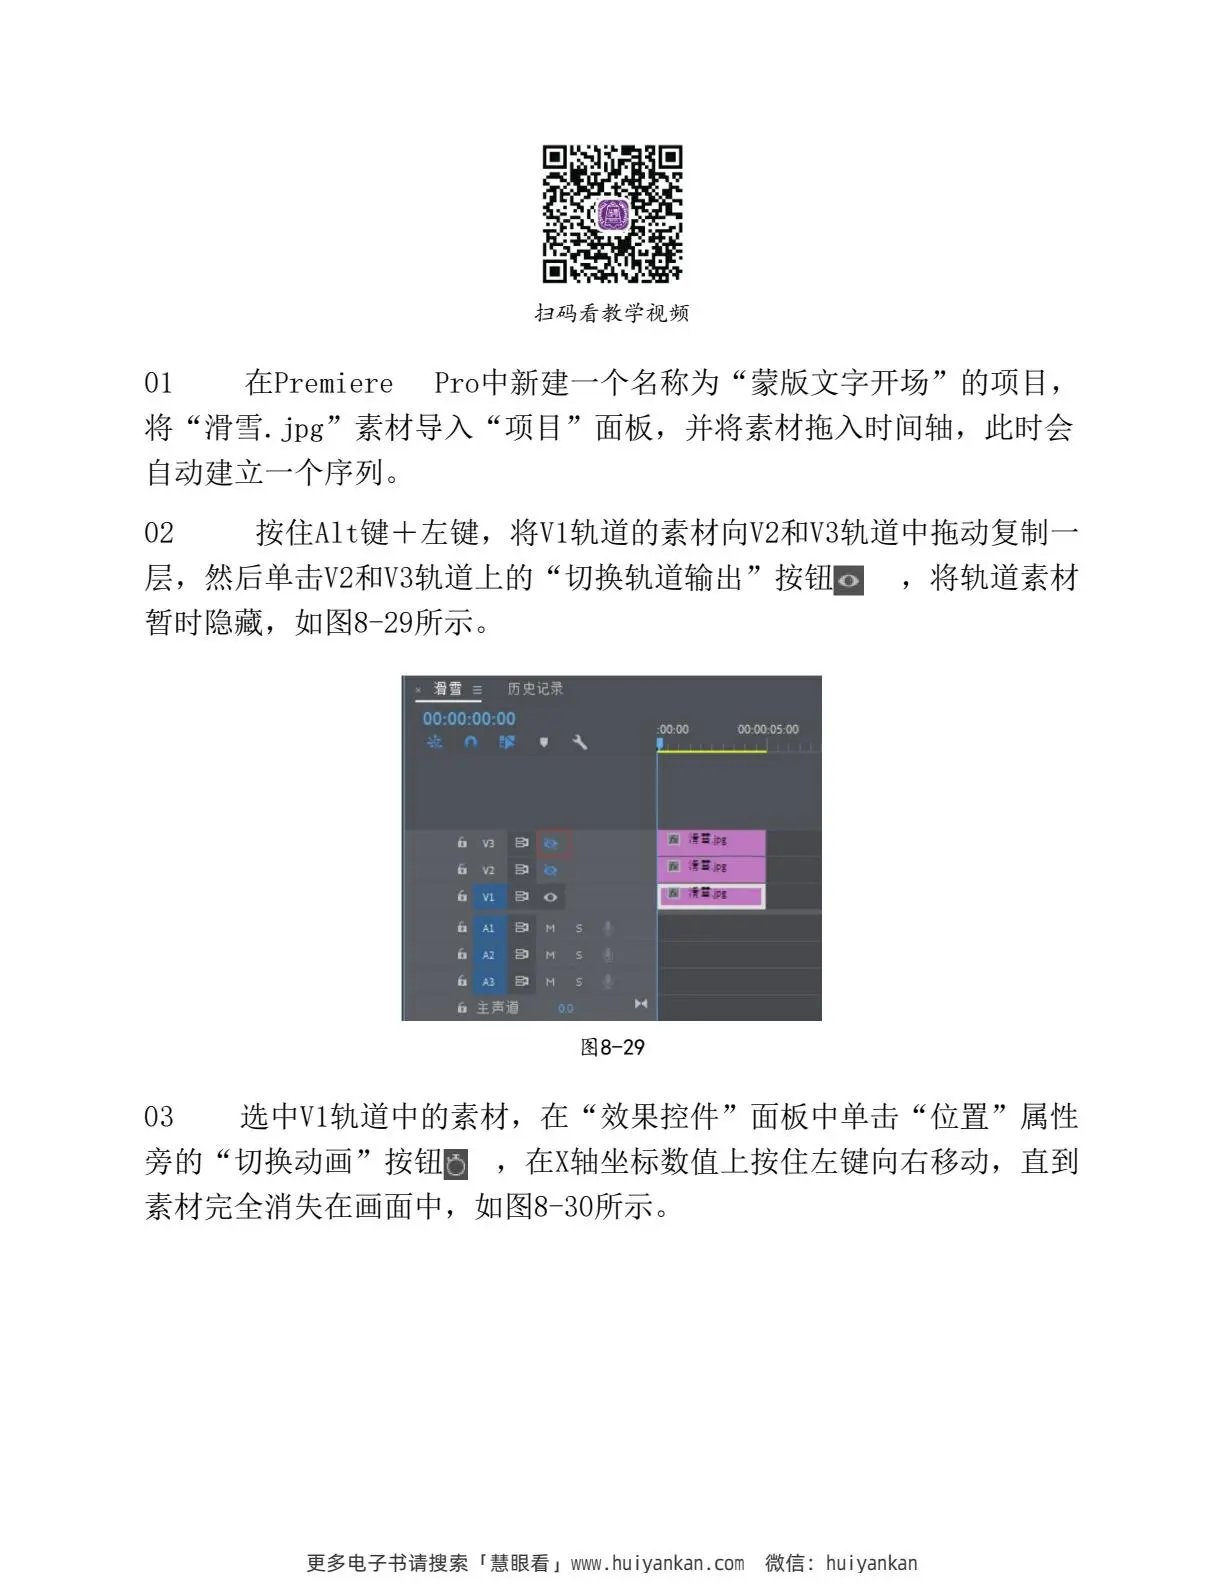 扫码看教学视频
01 在Premiere Pro中新建一个名称为“蒙版文字开场”的项目，
将“滑雪.jpg”素材导入“项目”面板，并将素材拖入时间轴，此时会
自动建立一个序列。
02 按住Alt键＋左键，将V1轨道的素材向V2和V3轨道中拖动复制一
层，然后单击V2和V3轨道上的“切换轨道输出”按钮 ，将轨道素材
暂时隐藏，如图8-29所示。
× 滑雪 ≡ 历史记录
00:00:00:00
:00:00 00:00:05:00
V3 fx 滑雪.jpg
V2 fx 滑雪.jpg
V1 fx 滑雪.jpg
A1 M S
A2 M S
A3 M S
主声道 0.0
图8-29
03 选中V1轨道中的素材，在“效果控件”面板中单击“位置”属性
旁的“切换动画”按钮 ，在X轴坐标数值上按住左键向右移动，直到
素材完全消失在画面中，如图8-30所示。
更多电子书请搜索「慧眼看」www.huiyankan.com 微信：huiyankan